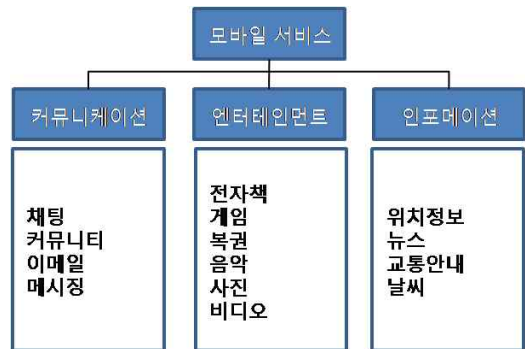 모바일 서비스
커뮤니케이션
엔터테인먼트
인포메이션
채팅
커뮤니티
이메일
메시징
전자책
게임
복권
음악
사진
비디오
위치정보
뉴스
교통안내
날씨